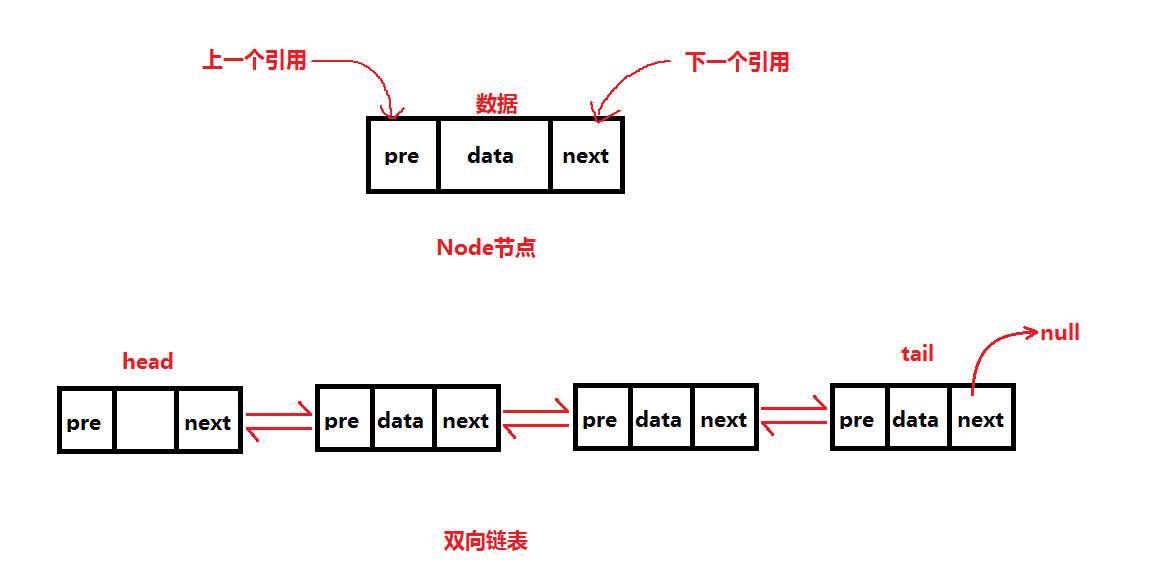 上一个引用
下一个引用
数据
pre data next
Node节点
null
head
tail
pre next
pre data next
pre data next
pre data next
双向链表